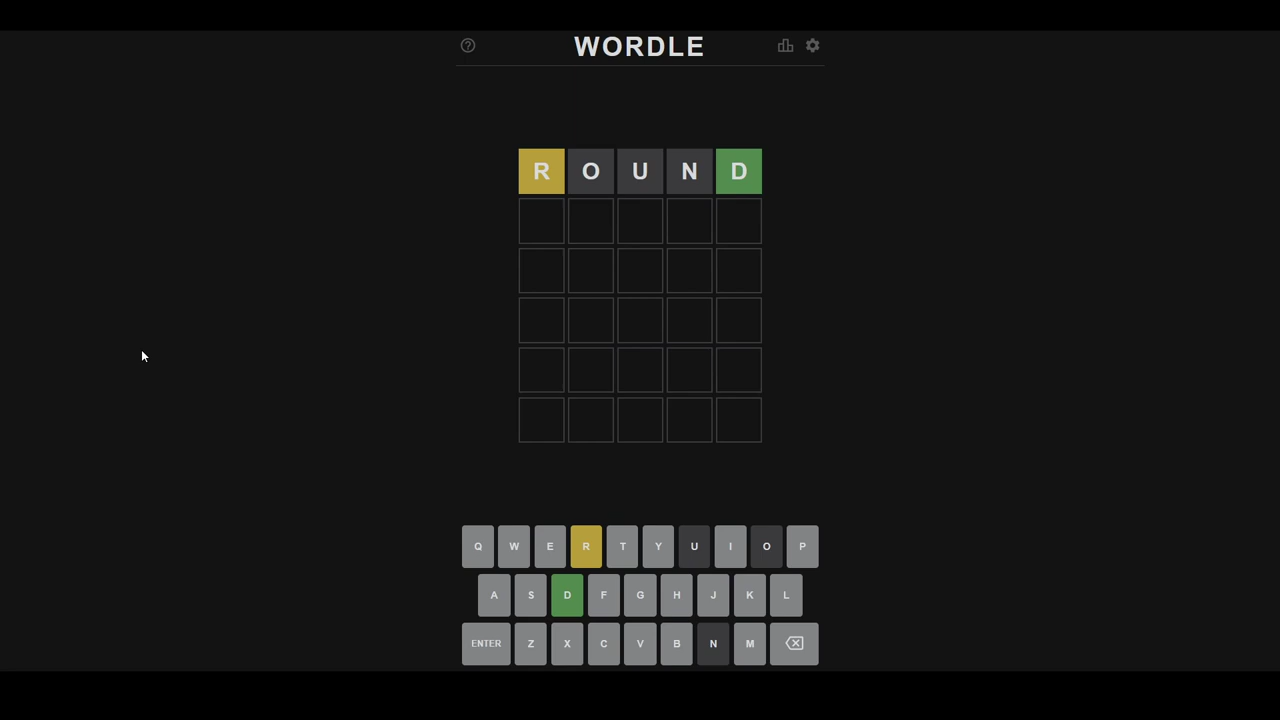 WORDLE
R O U N D
Q W E R T Y U I O P
A S D F G H J K L
ENTER Z X C V B N M